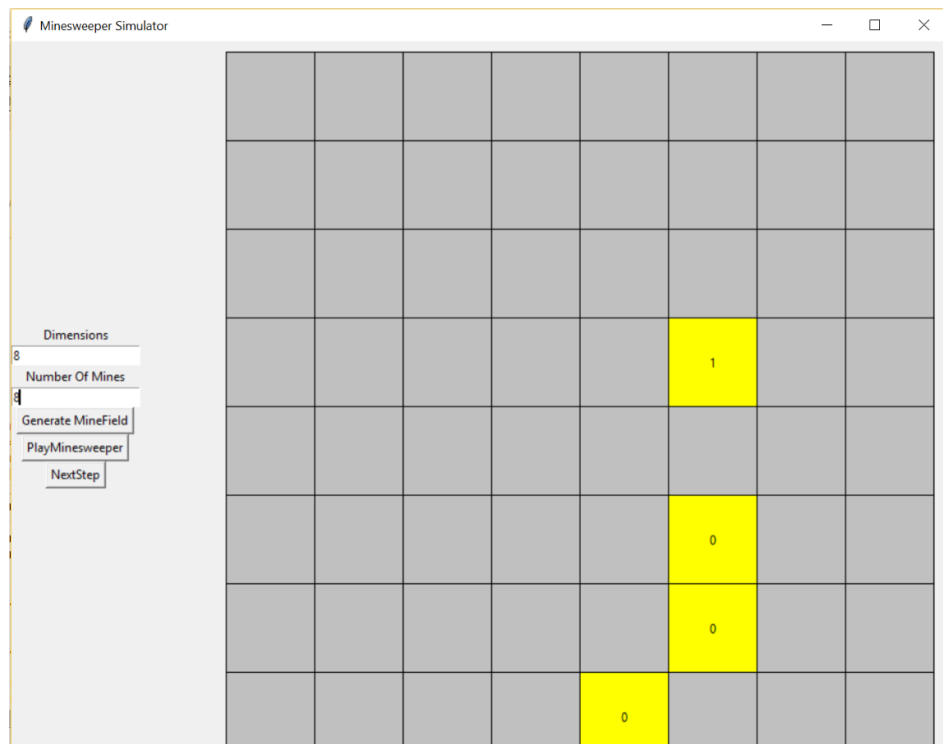 Minesweeper Simulator
1
Dimensions
8
Number Of Mines
8
Generate MineField
PlayMinesweeper
NextStep
0
0
0